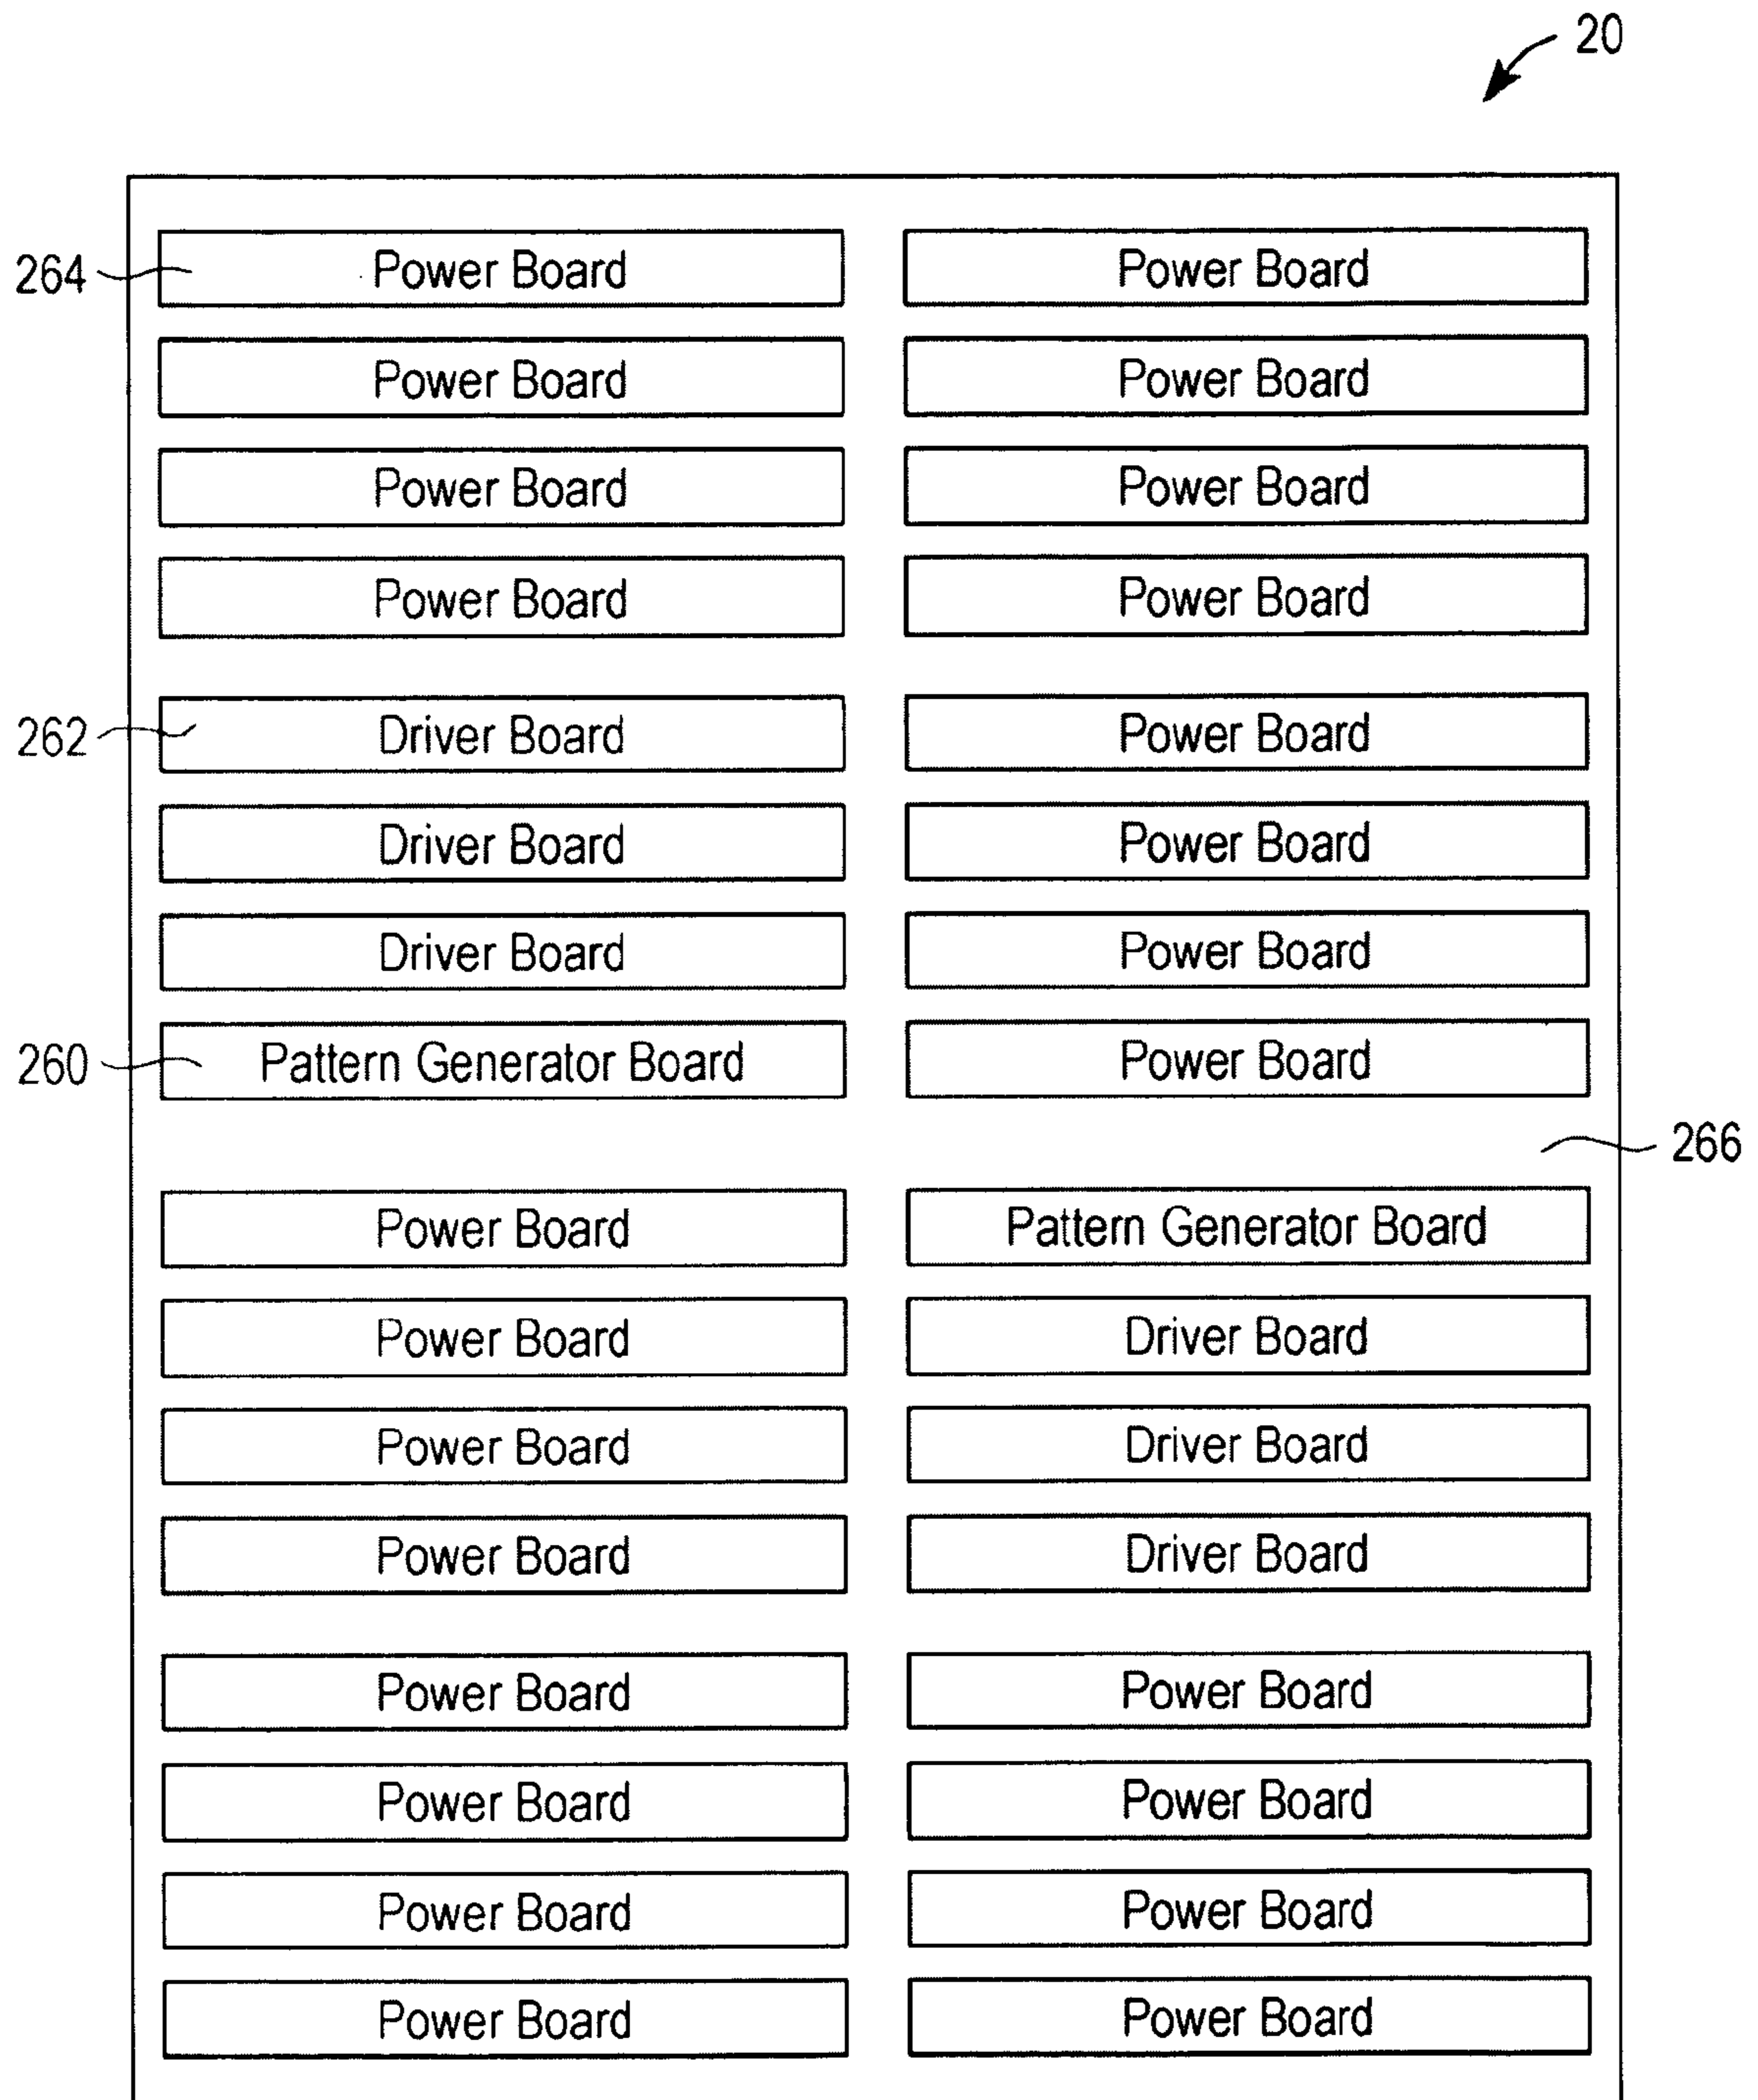 20
264 Power Board Power Board
Power Board Power Board
Power Board Power Board
Power Board Power Board
262 Driver Board Power Board
Driver Board Power Board
Driver Board Power Board
260 Pattern Generator Board Power Board
266
Power Board Pattern Generator Board
Power Board Driver Board
Power Board Driver Board
Power Board Driver Board
Power Board Power Board
Power Board Power Board
Power Board Power Board
Power Board Power Board